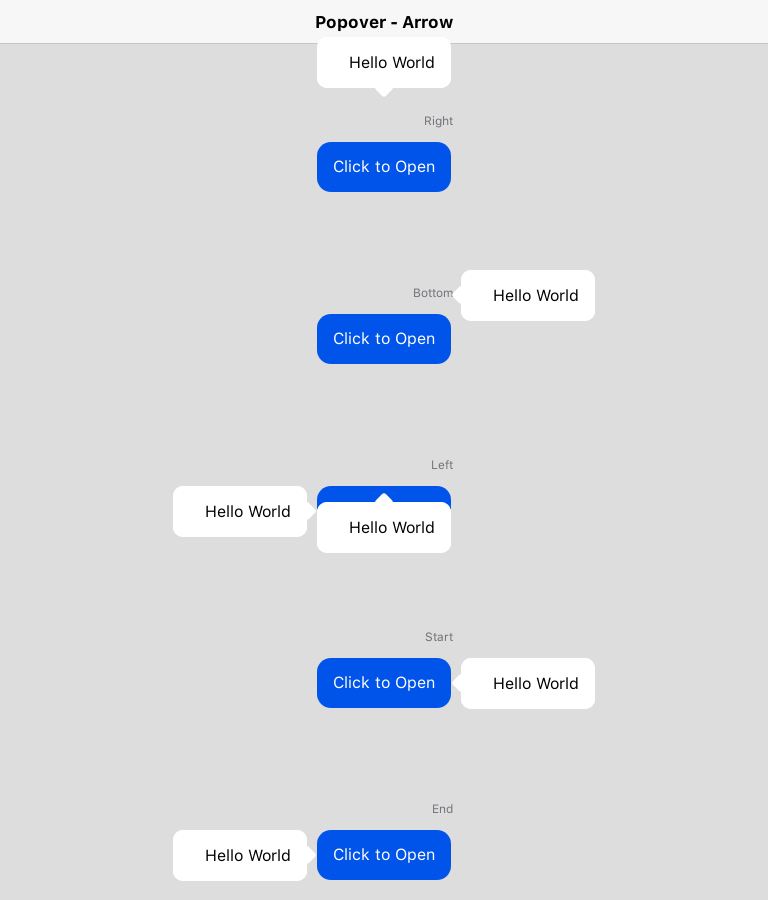 Popover - Arrow
Hello World
Right
Click to Open
Bottom
Hello World
Click to Open
Left
Hello World
Hello World
Start
Click to Open
Hello World
End
Hello World
Click to Open